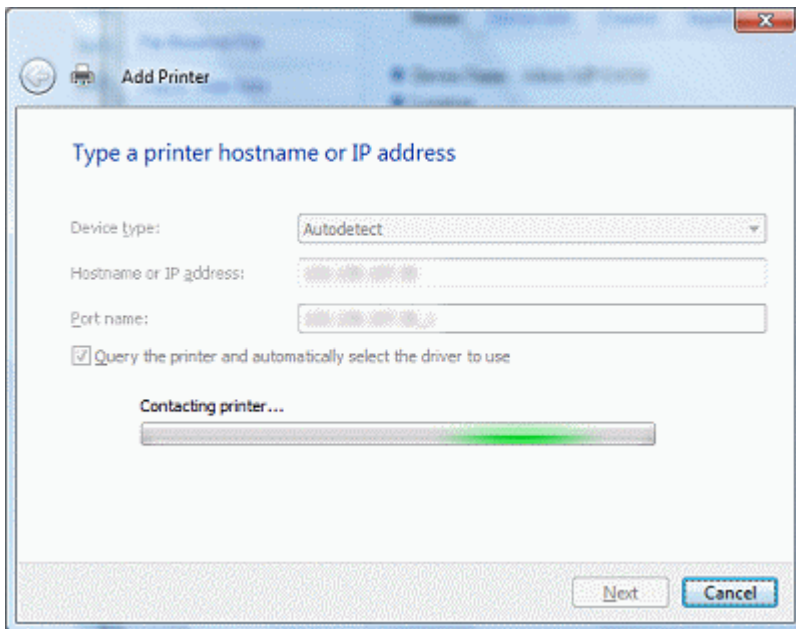 Add Printer
Type a printer hostname or IP address
Device type: Autodetect
Hostname or IP address:
Port name:
Query the printer and automatically select the driver to use
Contacting printer...
Next Cancel